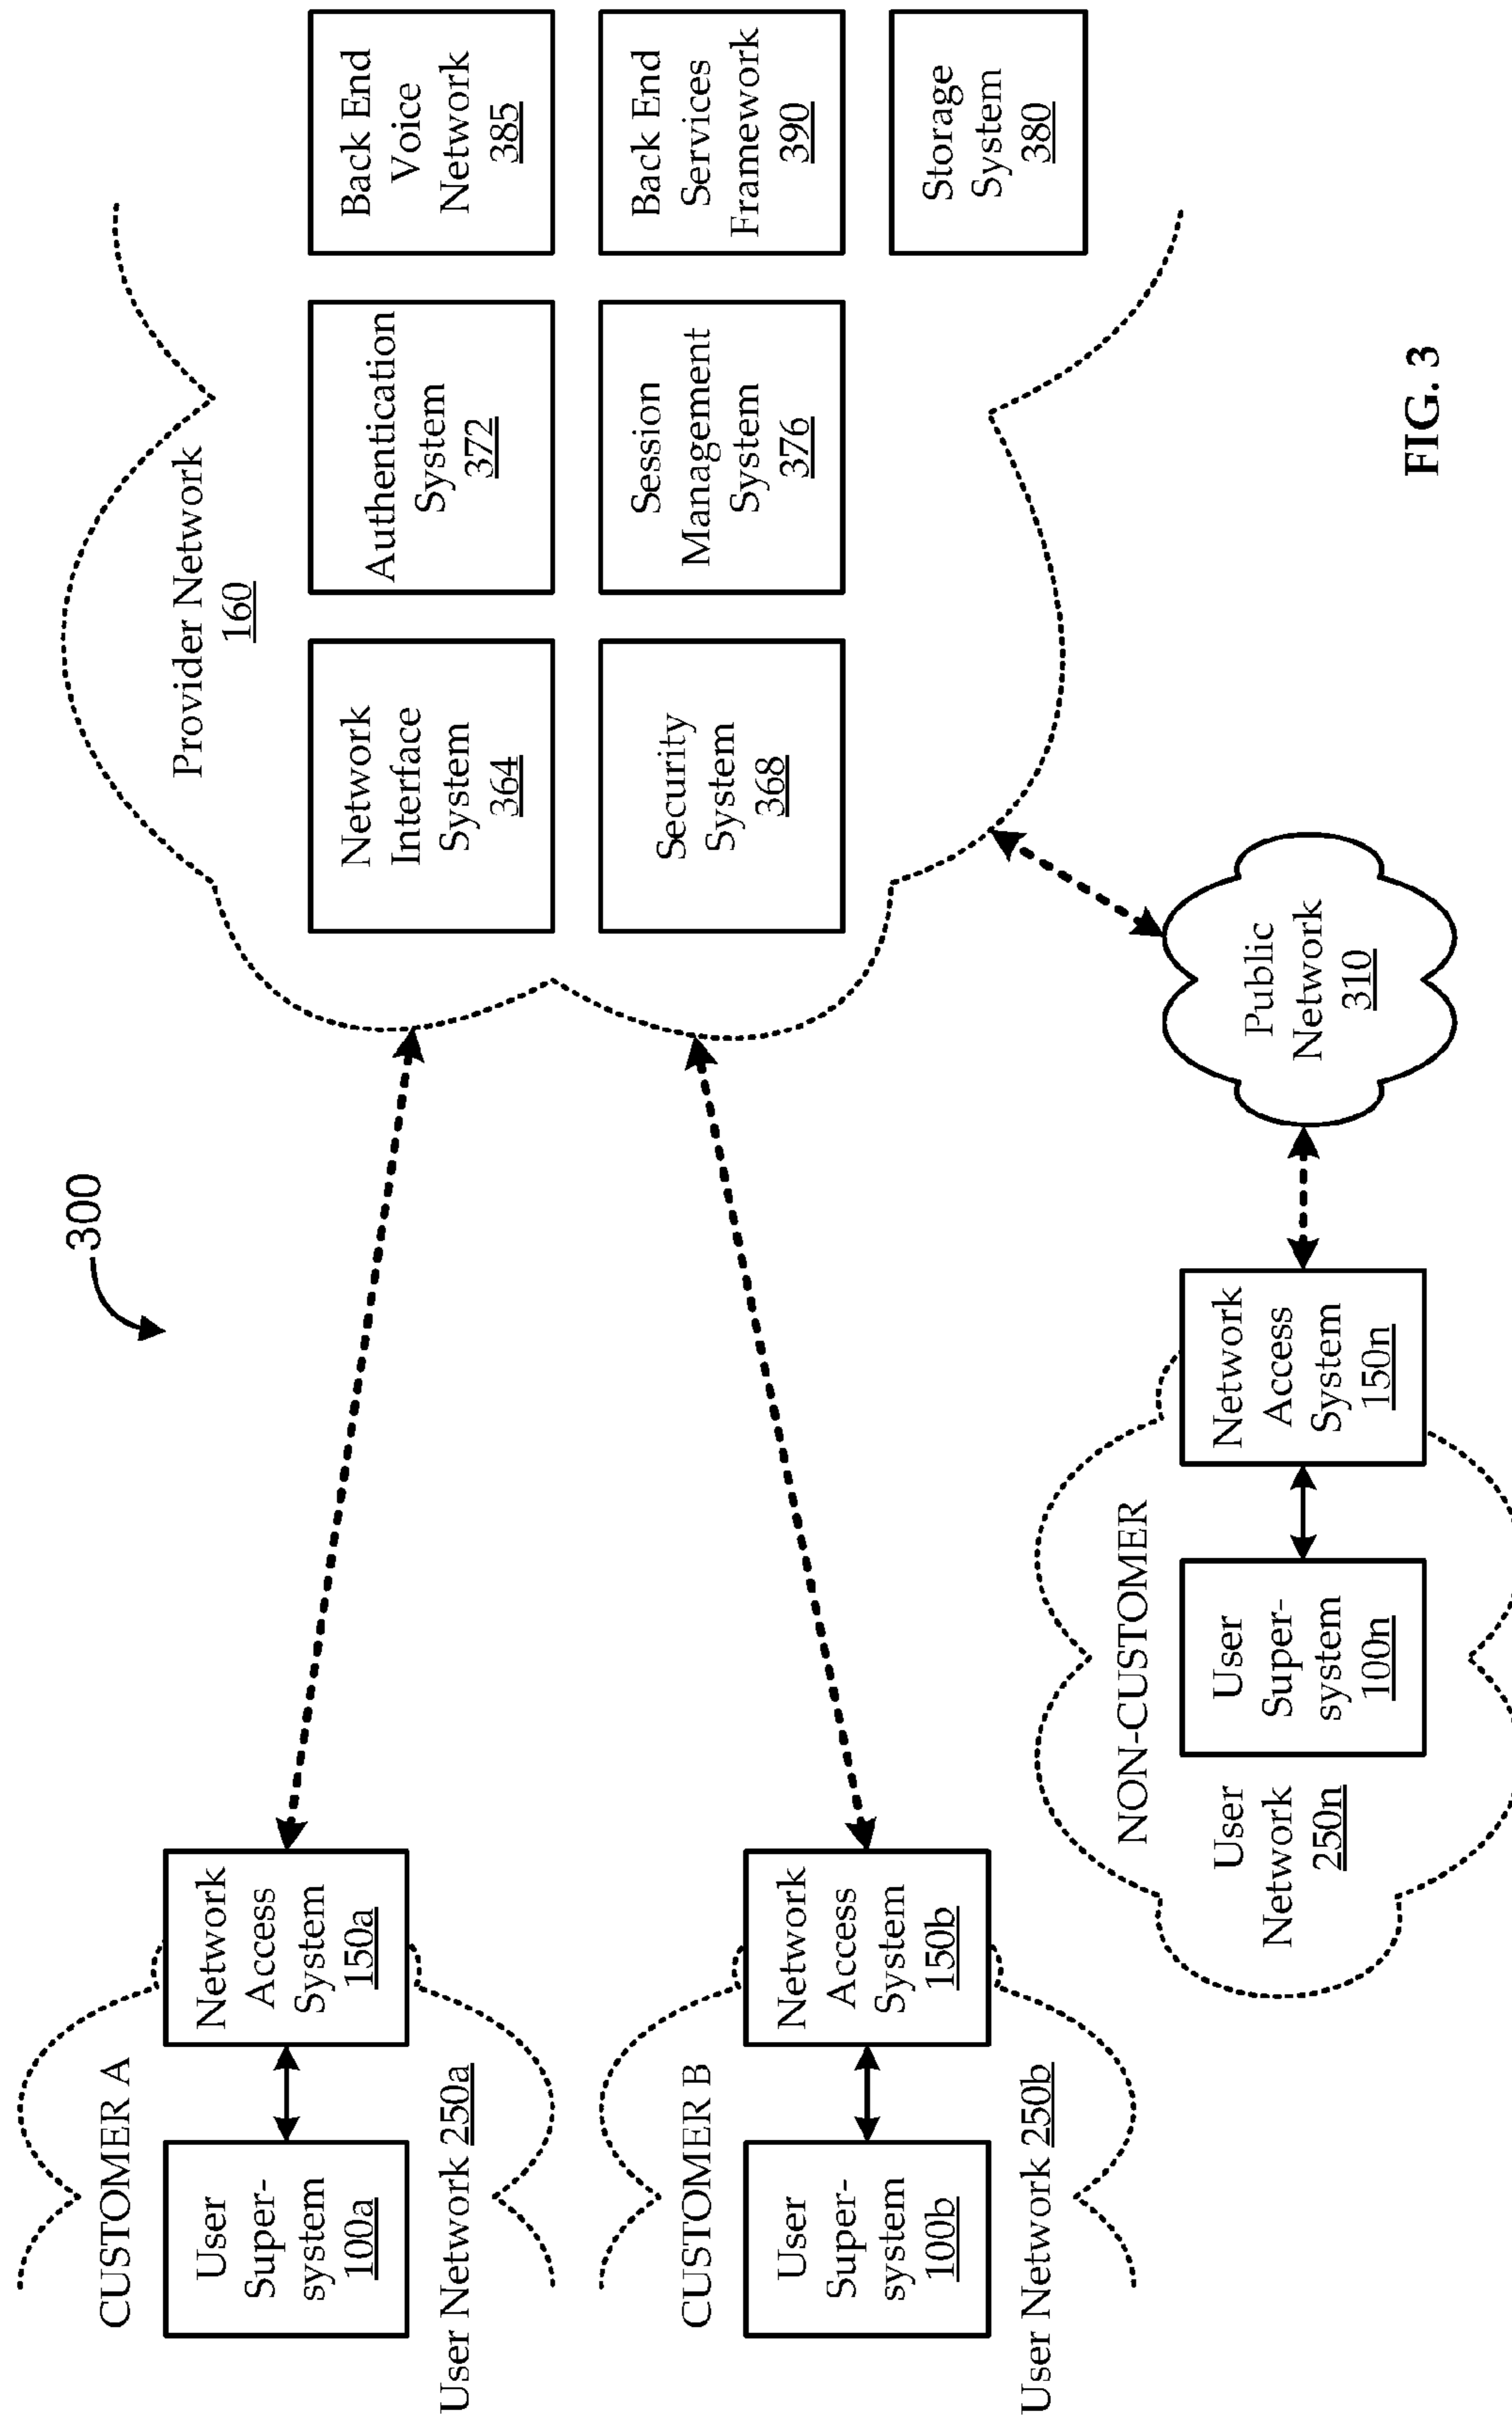 300
CUSTOMER A
User
Super-
system
100a
Network
Access
System
150a
User Network 250a
CUSTOMER B
User
Super-
system
100b
Network
Access
System
150b
User Network 250b
NON-CUSTOMER
User
Network
250n
User
Super-
system
100n
Network
Access
System
150n
Public
Network
310
Provider Network
160
Network
Interface
System
364
Authentication
System
372
Back End
Voice
Network
385
Security
System
368
Session
Management
System
376
Back End
Services
Framework
390
Storage
System
380
FIG. 3